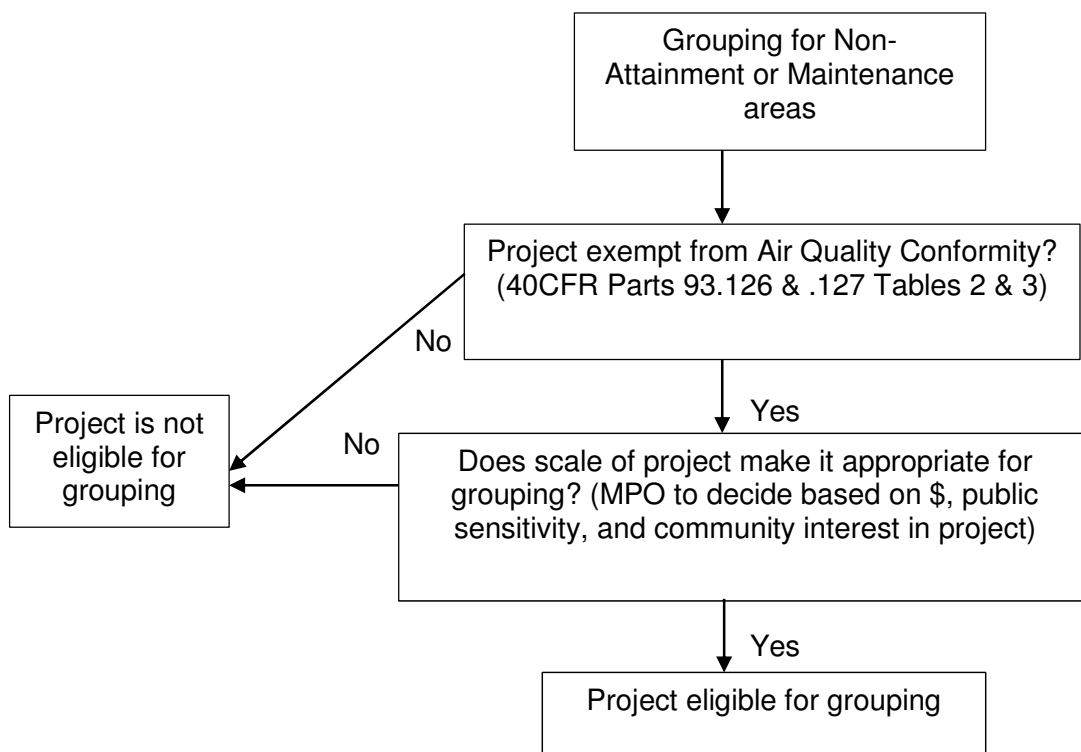 Grouping for Non-
Attainment or Maintenance
areas
Project exempt from Air Quality Conformity?
(40CFR Parts 93.126 & .127 Tables 2 & 3)
No
Yes
Project is not
eligible for
grouping
No
Does scale of project make it appropriate for
grouping? (MPO to decide based on $, public
sensitivity, and community interest in project)
Yes
Project eligible for grouping